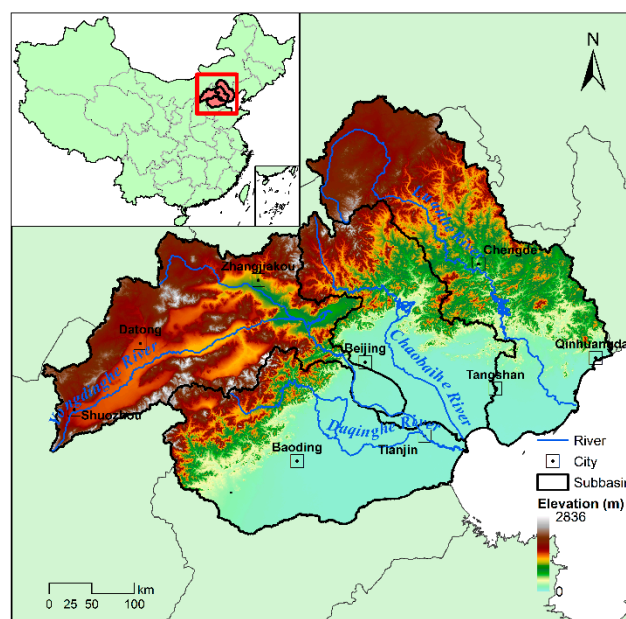 N
Luanhe River
Chengde
Zhangjiakou
Datong
Yongdinghe River
Shuozhou
Beijing
Chaobaihe River
Qinhuangda
Tangshan
Daqinghe River
Baoding
Tianjin
River
City
Subbasin
Elevation (m)
2836
0
km
0 25 50 100